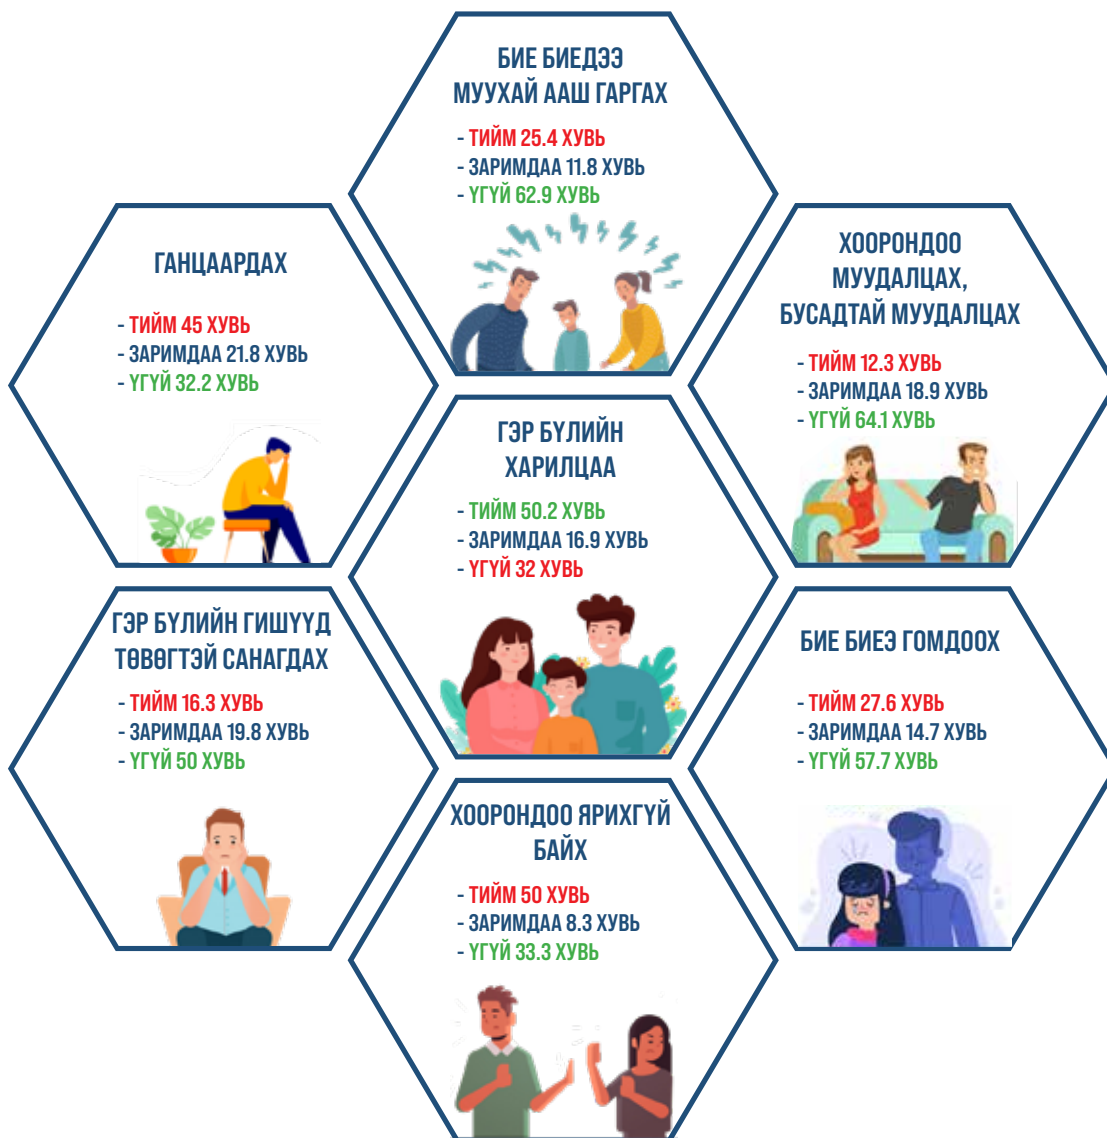 БИЕ БИЕДЭЭ
МУУХАЙ ААШ ГАРГАХ
- ТИЙМ 25.4 ХУВЬ
- ЗАРИМДАА 11.8 ХУВЬ
- ҮГҮЙ 62.9 ХУВЬ
ГАНЦААРДАХ
- ТИЙМ 45 ХУВЬ
- ЗАРИМДАА 21.8 ХУВЬ
- ҮГҮЙ 32.2 ХУВЬ
ХООРОНДОО
МУУДАЛЦАХ,
БУСАДТАЙ МУУДАЛЦАХ
- ТИЙМ 12.3 ХУВЬ
- ЗАРИМДАА 18.9 ХУВЬ
- ҮГҮЙ 64.1 ХУВЬ
ГЭР БҮЛИЙН
ХАРИЛЦАА
- ТИЙМ 50.2 ХУВЬ
- ЗАРИМДАА 16.9 ХУВЬ
- ҮГҮЙ 32 ХУВЬ
ГЭР БҮЛИЙН ГИШҮҮД
ТӨВӨГТЭЙ САНАГДАХ
- ТИЙМ 16.3 ХУВЬ
- ЗАРИМДАА 19.8 ХУВЬ
- ҮГҮЙ 50 ХУВЬ
БИЕ БИЕЭ ГОМДООХ
- ТИЙМ 27.6 ХУВЬ
- ЗАРИМДАА 14.7 ХУВЬ
- ҮГҮЙ 57.7 ХУВЬ
ХООРОНДОО ЯРИХГҮЙ
БАЙХ
- ТИЙМ 50 ХУВЬ
- ЗАРИМДАА 8.3 ХУВЬ
- ҮГҮЙ 33.3 ХУВЬ